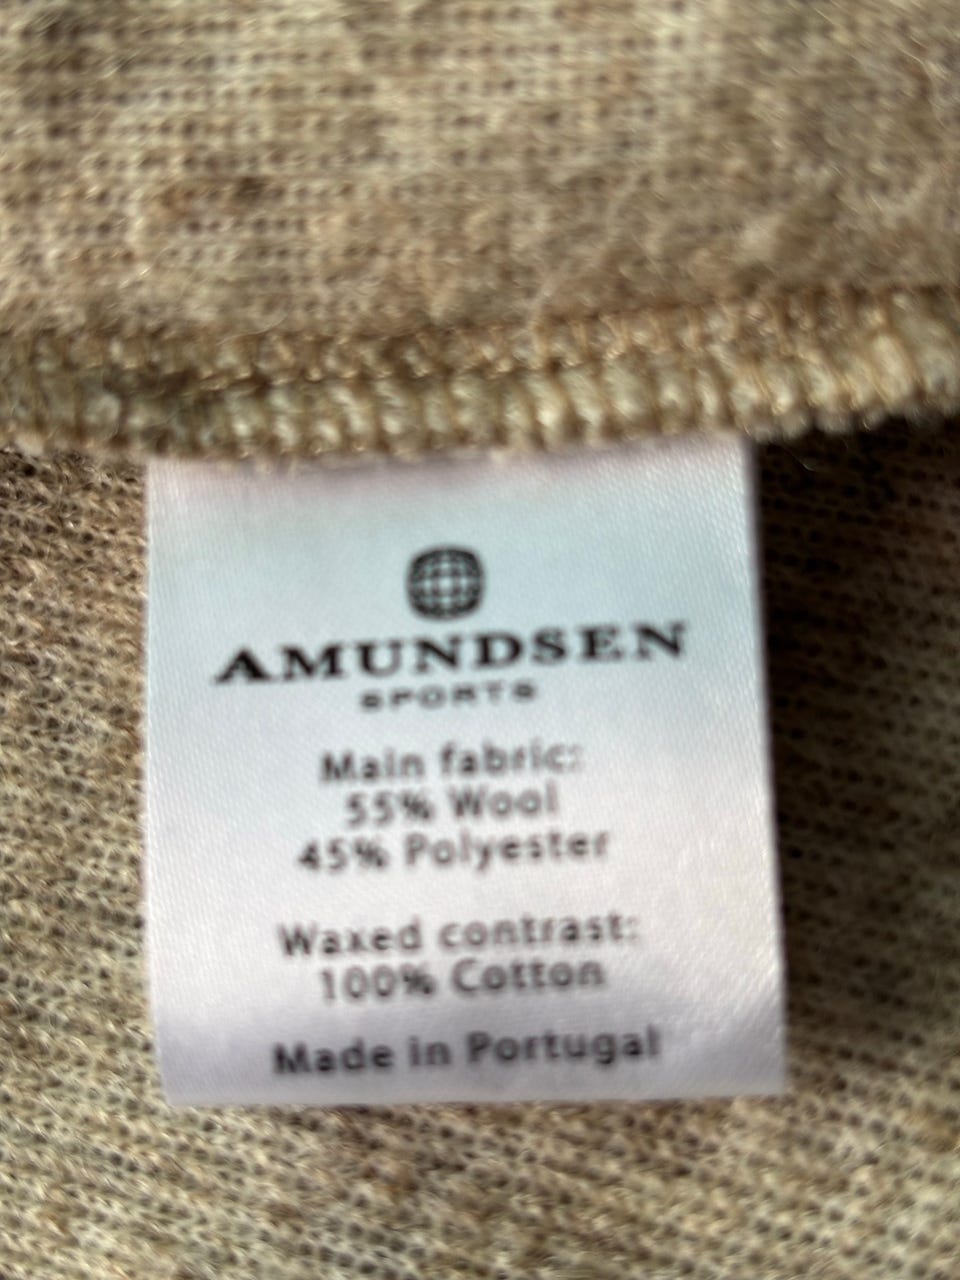 AMUNDSEN
SPORTS
Main fabric:
55% Wool
45% Polyester
Waxed contrast:
100% Cotton
Made in Portugal